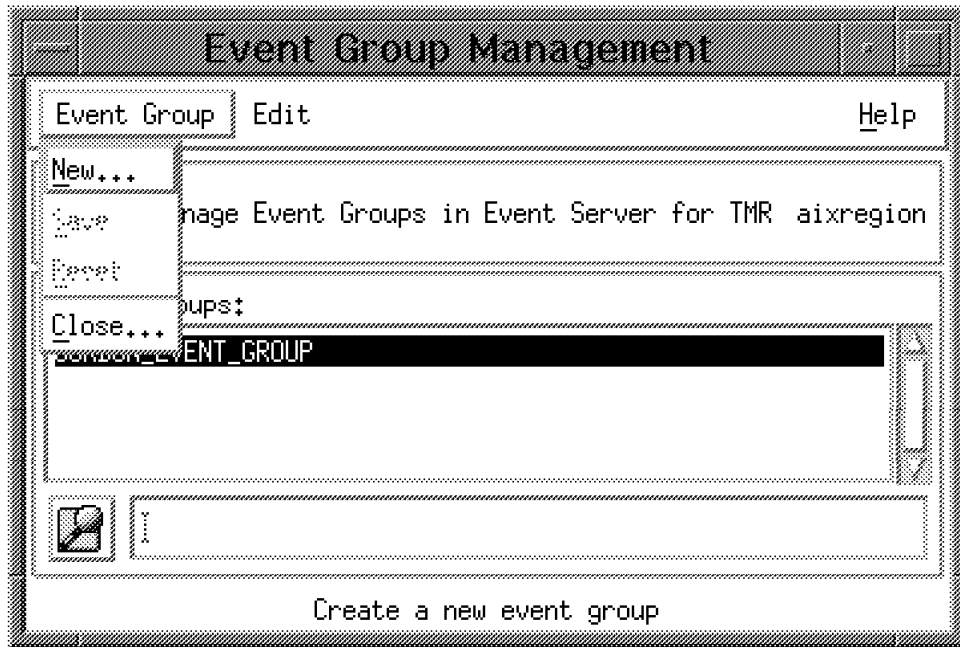 Event Group Management
Event Group Edit Help
New...
Save
nage Event Groups in Event Server for TMR aixregion
Reset
oups:
Close...
EVENT_GROUP
Create a new event group